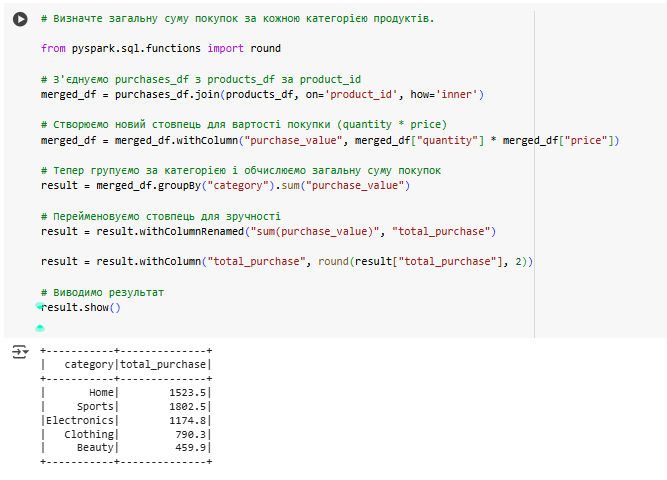 # Визначте загальну суму покупок за кожною категорією продуктів.
from pyspark.sql.functions import round
# З'єднуємо purchases_df з products_df за product_id
merged_df = purchases_df.join(products_df, on='product_id', how='inner')
# Створюємо новий стовпець для вартості покупки (quantity * price)
merged_df = merged_df.withColumn("purchase_value", merged_df["quantity"] * merged_df["price"])
# Тепер групуємо за категорією і обчислюємо загальну суму покупок
result = merged_df.groupBy("category").sum("purchase_value")
# Перейменовуємо стовпець для зручності
result = result.withColumnRenamed("sum(purchase_value)", "total_purchase")
result = result.withColumn("total_purchase", round(result["total_purchase"], 2))
# Виводимо результат
result.show()
+-----------+--------------+
|   category|total_purchase|
+-----------+--------------+
|       Home|        1523.5|
|     Sports|        1802.5|
|Electronics|        1174.8|
|   Clothing|         790.3|
|     Beauty|         459.9|
+-----------+--------------+